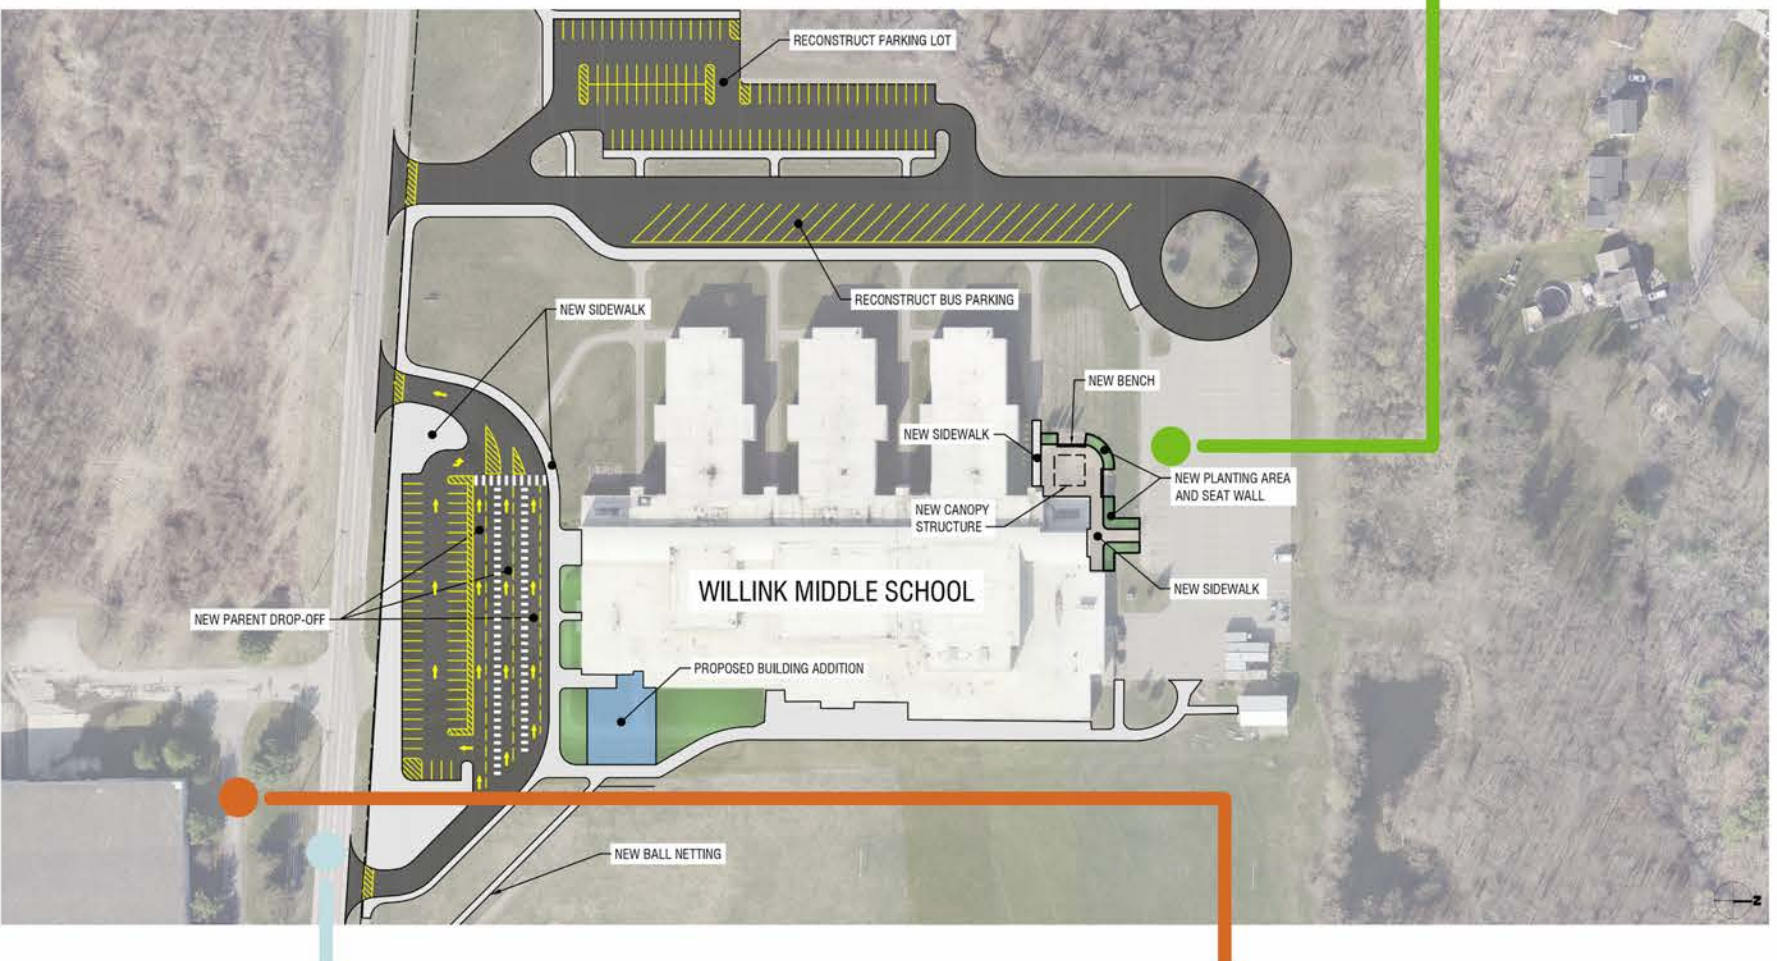 RECONSTRUCT PARKING LOT
RECONSTRUCT BUS PARKING
NEW SIDEWALK
NEW BENCH
NEW SIDEWALK
NEW PLANTING AREA
AND SEAT WALL
NEW CANOPY
STRUCTURE
WILLINK MIDDLE SCHOOL
NEW SIDEWALK
NEW PARENT DROP-OFF
PROPOSED BUILDING ADDITION
NEW BALL NETTING
N